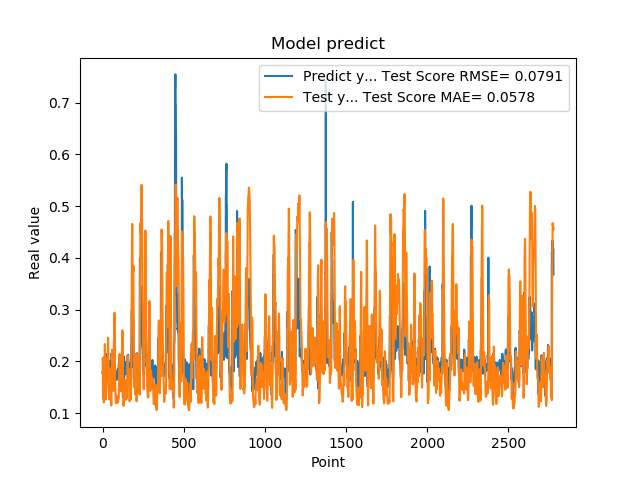 Model predict
Predict y... Test Score RMSE= 0.0791
Test y... Test Score MAE= 0.0578
Real value
0.7
0.6
0.5
0.4
0.3
0.2
0.1
0
500
1000
1500
2000
2500
Point